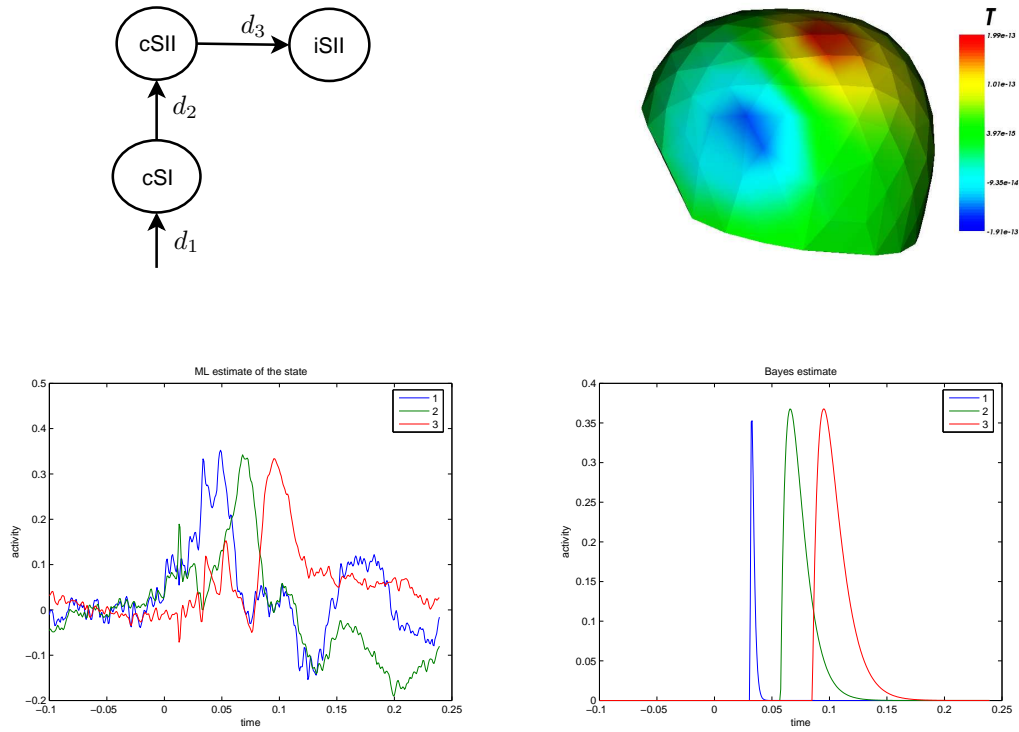 cSII
d3
iSII
d2
cSI
d1
T
1.99e-13
1.01e-13
3.97e-15
-9.35e-14
-1.91e-13
ML estimate of the state
0.5
0.4
0.3
0.2
0.1
0
−0.1
−0.2
activity
−0.1
−0.05
0
0.05
0.1
0.15
0.2
0.25
time
1
2
3
Bayes estimate
0.4
0.35
0.3
0.25
0.2
0.15
0.1
0.05
0
activity
−0.1
−0.05
0
0.05
0.1
0.15
0.2
0.25
time
1
2
3